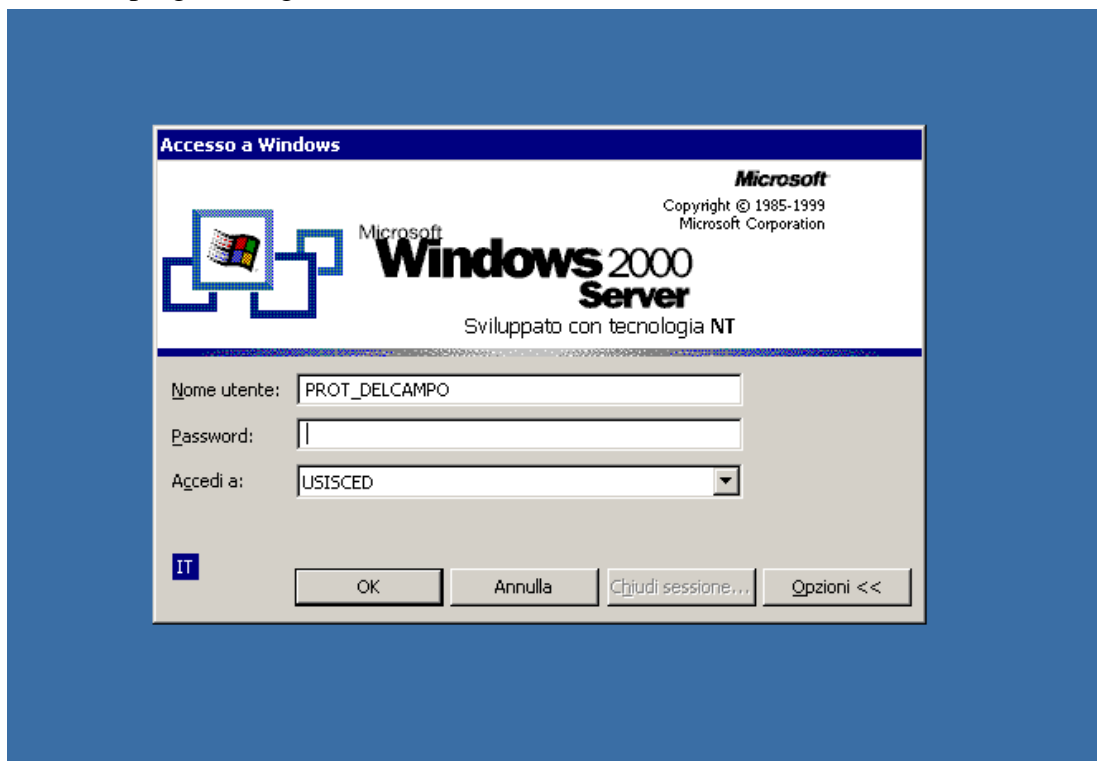 Accesso a Windows
Microsoft
Copyright © 1985-1999
Microsoft Corporation
Microsoft
Windows 2000
Server
Sviluppato con tecnologia NT
Nome utente: PROT_DELCAMPO
Password:
Accedi a: USISCED
IT
OK Annulla Chiudi sessione... Opzioni <<